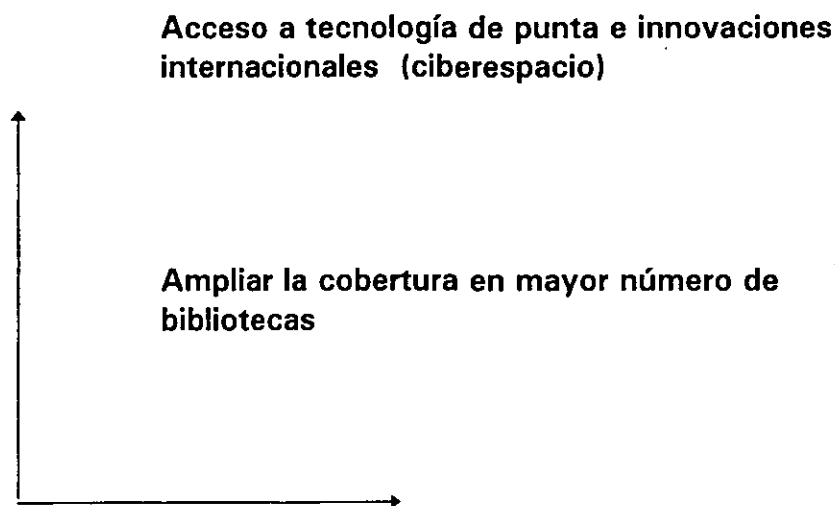 Acceso a tecnología de punta e innovaciones
internacionales (ciberespacio)
Ampliar la cobertura en mayor número de
bibliotecas